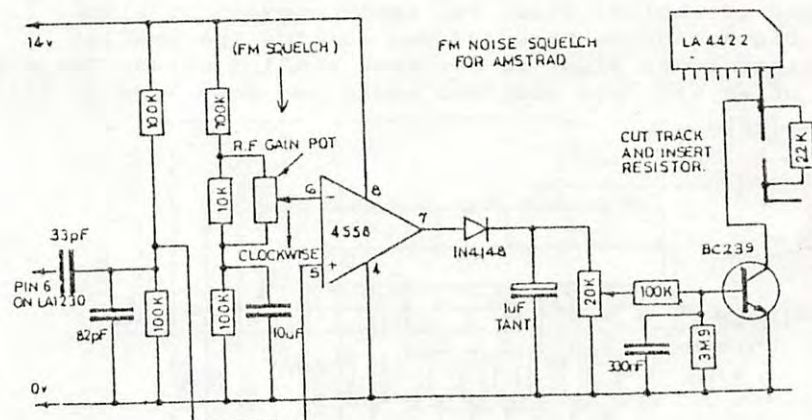 14v
(FM SQUELCH)
FM NOISE SQUELCH
FOR AMSTRAD
LA 4422
100K
100K
R.F GAIN POT
22K
CUT TRACK
AND INSERT
RESISTOR.
10K
6
-
8
4558
7
IN4148
CLOCKWISE
5
+
4
33pF
BC239
PIN 6
ON LA1230
82pF
100K
100K
10uF
1uF
TANT
20K
100K
330nF
3M9
0v